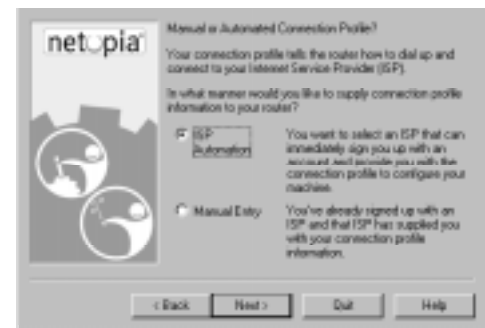 netopia
Manual or Automated Connection Profile?
Your connection profile tells the router how to dial up and
connect to your Internet Service Provider (ISP).
In what manner would you like to supply connection profile
information to your router?
ISP
Automation
You want to select an ISP that can
immediately sign you up with an
account and provide you with the
connection profile to configure your
machine.
Manual Entry
You've already signed up with an
ISP and that ISP has supplied you
with your connection profile
information.
< Back
Next >
Quit
Help